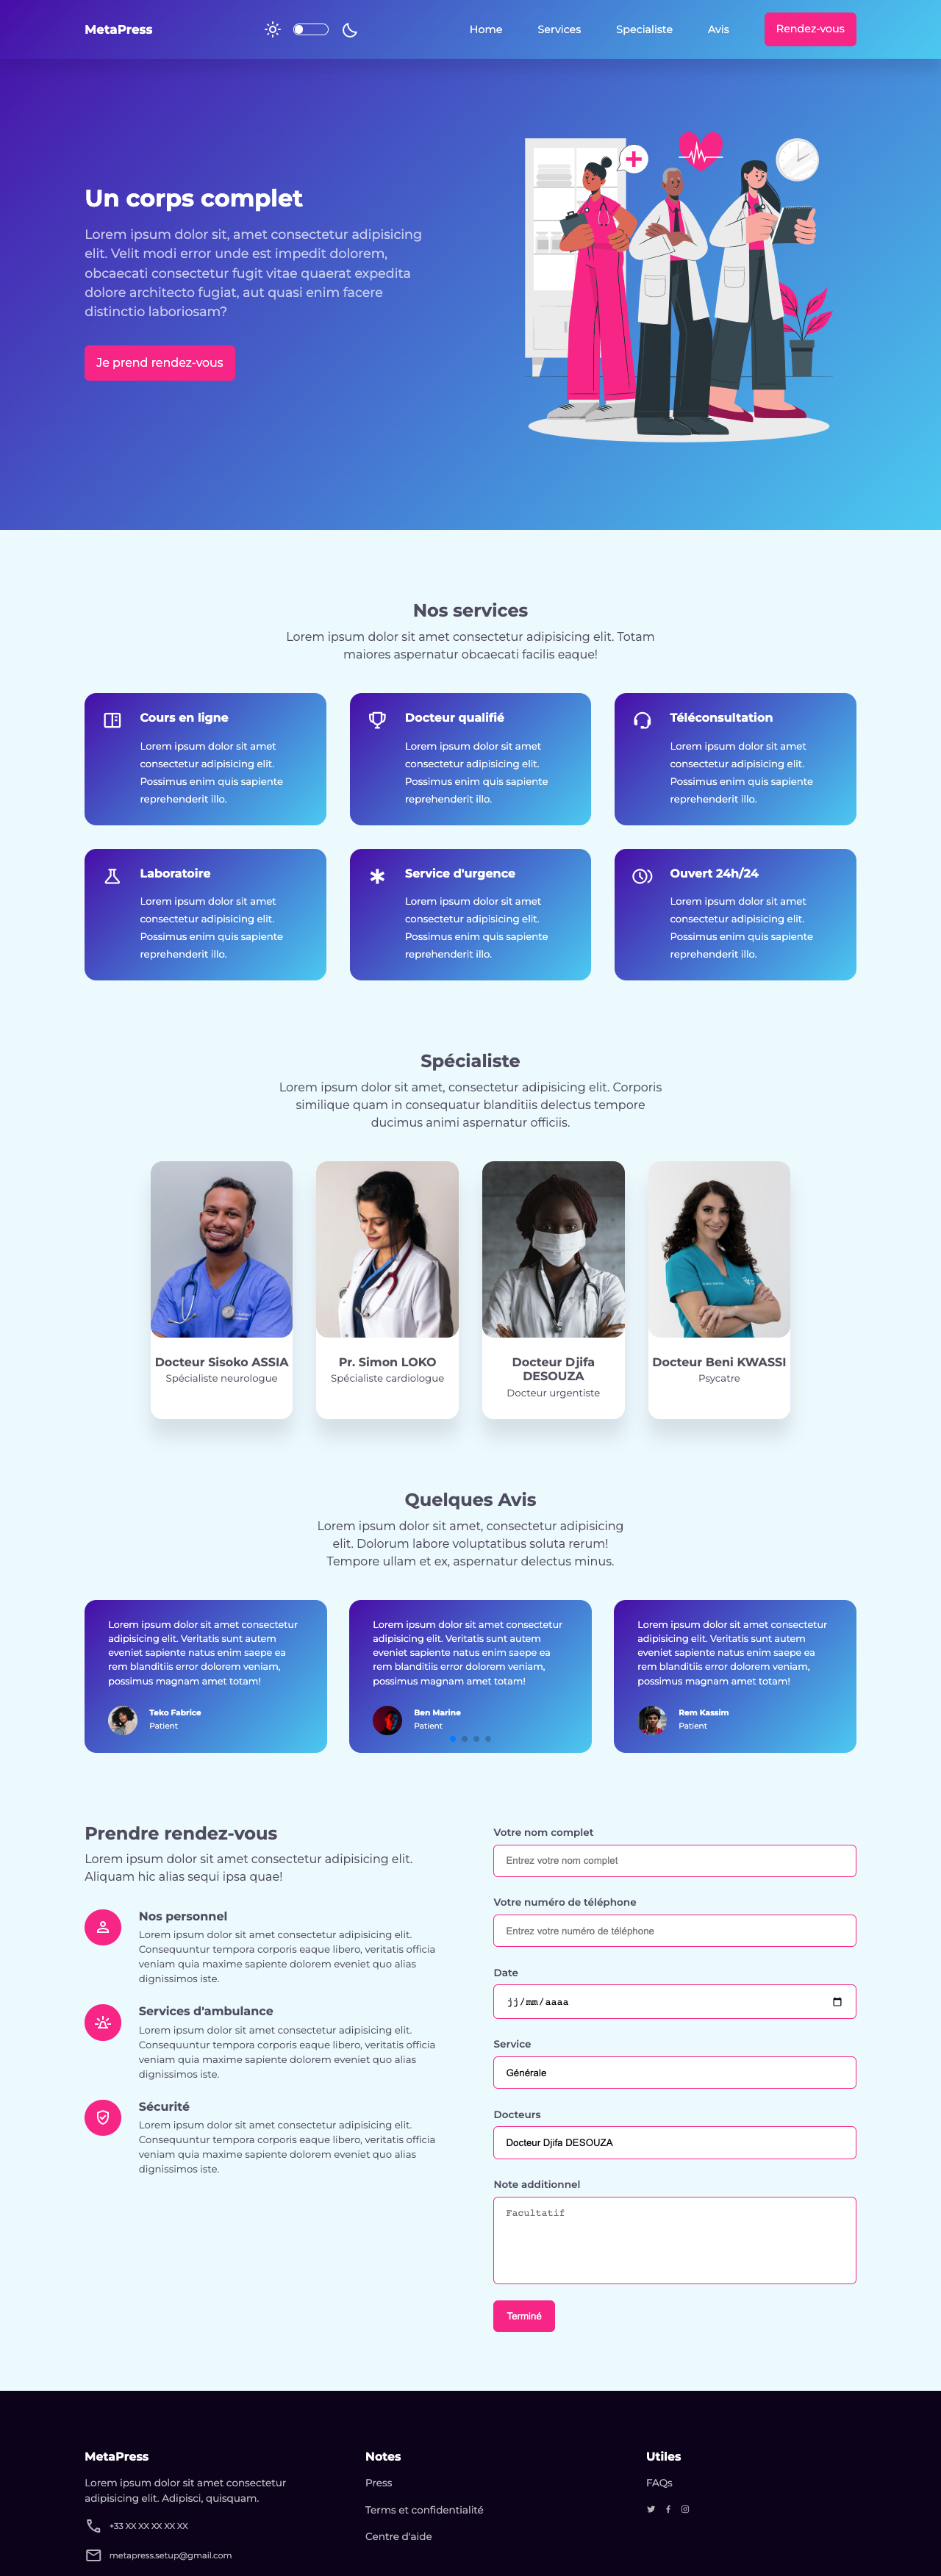 MetaPress
Home
Services
Specialiste
Avis
Rendez-vous
Un corps complet
Lorem ipsum dolor sit, amet consectetur adipisicing
elit. Velit modi error unde est impedit dolorem,
obcaecati consectetur fugit vitae quaerat expedita
dolore architecto fugiat, aut quasi enim facere
distinctio laboriosam?
Je prend rendez-vous
Nos services
Lorem ipsum dolor sit amet consectetur adipisicing elit. Totam
maiores aspernatur obcaecati facilis eaque!
Cours en ligne
Lorem ipsum dolor sit amet
consectetur adipisicing elit.
Possimus enim quis sapiente
reprehenderit illo.
Docteur qualifié
Lorem ipsum dolor sit amet
consectetur adipisicing elit.
Possimus enim quis sapiente
reprehenderit illo.
Téléconsultation
Lorem ipsum dolor sit amet
consectetur adipisicing elit.
Possimus enim quis sapiente
reprehenderit illo.
Laboratoire
Lorem ipsum dolor sit amet
consectetur adipisicing elit.
Possimus enim quis sapiente
reprehenderit illo.
Service d'urgence
Lorem ipsum dolor sit amet
consectetur adipisicing elit.
Possimus enim quis sapiente
reprehenderit illo.
Ouvert 24h/24
Lorem ipsum dolor sit amet
consectetur adipisicing elit.
Possimus enim quis sapiente
reprehenderit illo.
Spécialiste
Lorem ipsum dolor sit amet, consectetur adipisicing elit. Corporis
similique quam in consequatur blanditiis delectus tempore
ducimus animi aspernatur officiis.
Docteur Sisoko ASSIA
Spécialiste neurologue
Pr. Simon LOKO
Spécialiste cardiologue
Docteur Djifa
DESOUZA
Docteur urgentiste
Docteur Beni KWASSI
Psycatre
Quelques Avis
Lorem ipsum dolor sit amet, consectetur adipisicing
elit. Dolorum labore voluptatibus soluta rerum!
Tempore ullam et ex, aspernatur delectus minus.
Lorem ipsum dolor sit amet consectetur
adipisicing elit. Veritatis sunt autem
eveniet sapiente natus enim saepe ea
rem blanditiis error dolorem veniam,
possimus magnam amet totam!
Teko Fabrice
Patient
Lorem ipsum dolor sit amet consectetur
adipisicing elit. Veritatis sunt autem
eveniet sapiente natus enim saepe ea
rem blanditiis error dolorem veniam,
possimus magnam amet totam!
Ben Marine
Patient
Lorem ipsum dolor sit amet consectetur
adipisicing elit. Veritatis sunt autem
eveniet sapiente natus enim saepe ea
rem blanditiis error dolorem veniam,
possimus magnam amet totam!
Rem Kassim
Patient
Prendre rendez-vous
Lorem ipsum dolor sit amet consectetur adipisicing elit.
Aliquam hic alias sequi ipsa quae!
Nos personnel
Lorem ipsum dolor sit amet consectetur adipisicing elit.
Consequuntur tempora corporis eaque libero, veritatis officia
veniam quia maxime sapiente dolorem eveniet quo alias
dignissimos iste.
Services d'ambulance
Lorem ipsum dolor sit amet consectetur adipisicing elit.
Consequuntur tempora corporis eaque libero, veritatis officia
veniam quia maxime sapiente dolorem eveniet quo alias
dignissimos iste.
Sécurité
Lorem ipsum dolor sit amet consectetur adipisicing elit.
Consequuntur tempora corporis eaque libero, veritatis officia
veniam quia maxime sapiente dolorem eveniet quo alias
dignissimos iste.
Votre nom complet
Entrez votre nom complet
Votre numéro de téléphone
Entrez votre numéro de téléphone
Date
jj/mm/aaaa
Service
Générale
Docteurs
Docteur Djifa DESOUZA
Note additionnel
Facultatif
Terminé
MetaPress
Lorem ipsum dolor sit amet consectetur
adipisicing elit. Adipisci, quisquam.
+33 XX XX XX XX XX
metapress.setup@gmail.com
Notes
Press
Terms et confidentialité
Centre d'aide
Utiles
FAQs